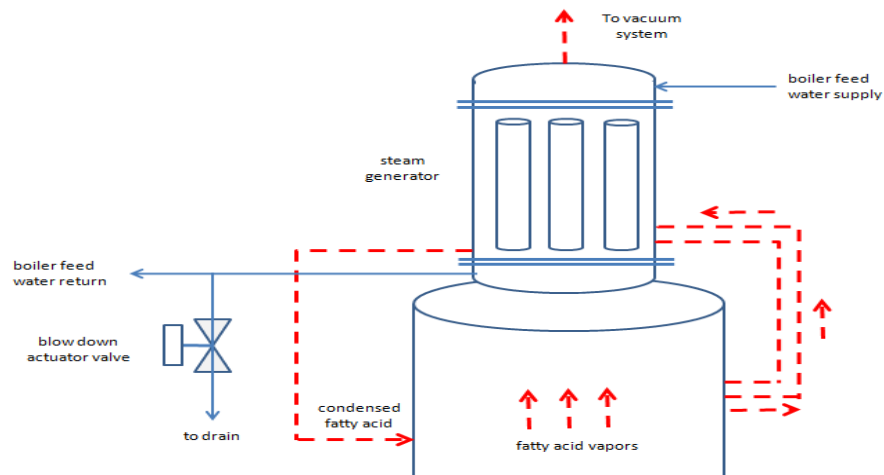 To vacuum
system
boiler feed
water supply
steam
generator
boiler feed
water return
blow down
actuator valve
condensed
fatty acid
to drain
fatty acid vapors